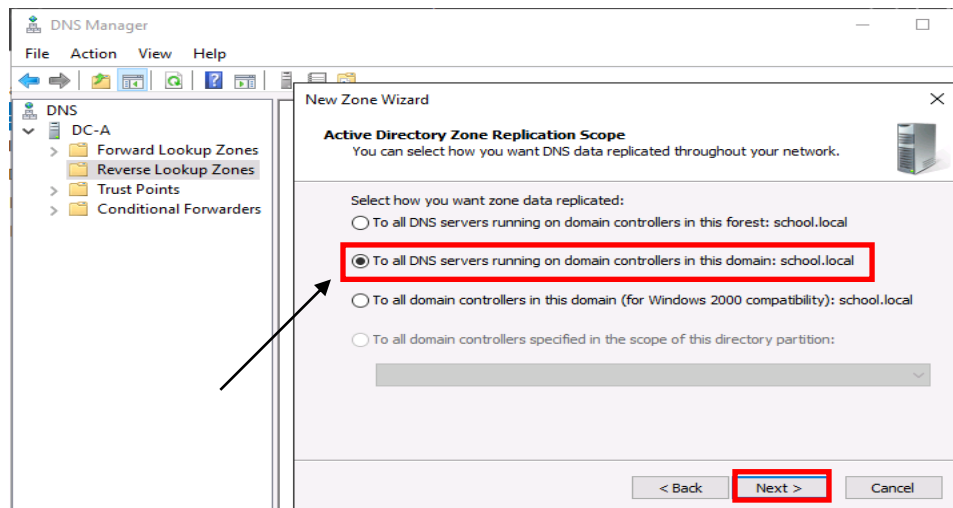 DNS Manager
File Action View Help
DNS
DC-A
Forward Lookup Zones
Reverse Lookup Zones
Trust Points
Conditional Forwarders
New Zone Wizard
Active Directory Zone Replication Scope
You can select how you want DNS data replicated throughout your network.
Select how you want zone data replicated:
To all DNS servers running on domain controllers in this forest: school.local
To all DNS servers running on domain controllers in this domain: school.local
To all domain controllers in this domain (for Windows 2000 compatibility): school.local
To all domain controllers specified in the scope of this directory partition:
< Back Next > Cancel